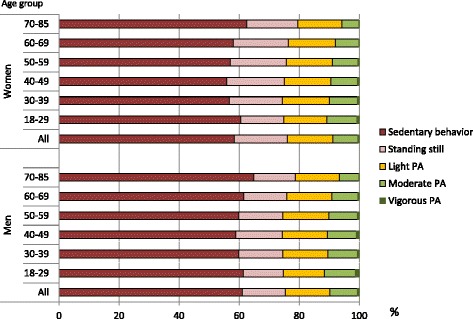 Age group
Women
70-85
60-69
50-59
40-49
30-39
18-29
All
Men
70-85
60-69
50-59
40-49
30-39
18-29
All
0 20 40 60 80 100 %
Sedentary behavior
Standing still
Light PA
Moderate PA
Vigorous PA